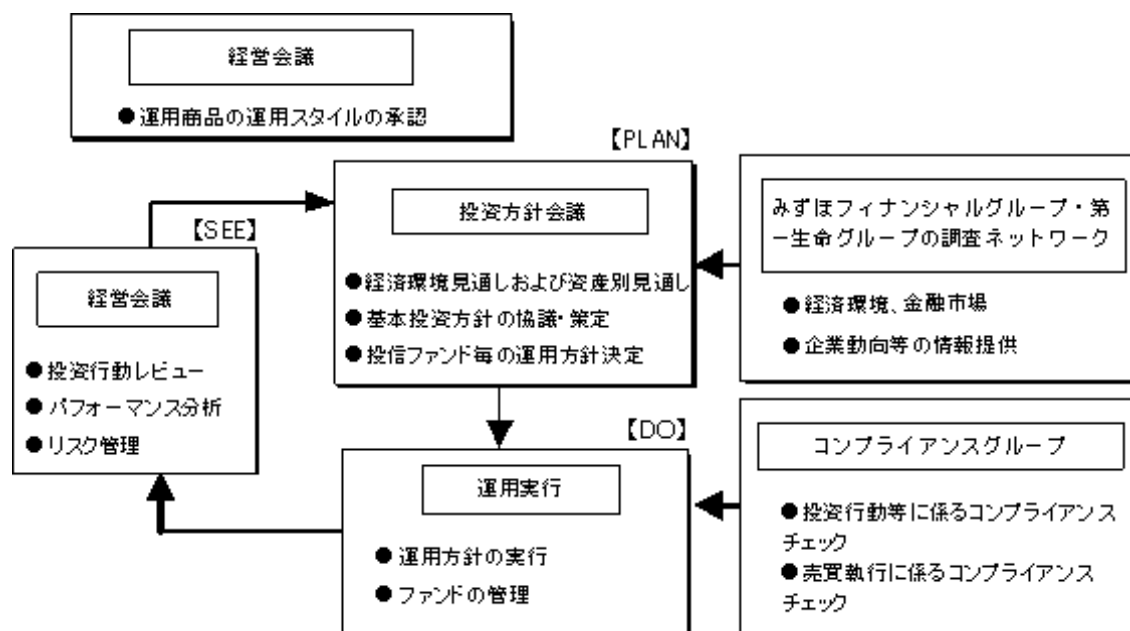 経営会議
●運用商品の運用スタイルの承認
【PLAN】
投資方針会議
●経済環境見通しおよび資産別見通し
●基本投資方針の協議・策定
●投信ファンド毎の運用方針決定
みずほフィナンシャルグループ・第
一生命グループの調査ネットワーク
●経済環境、金融市場
●企業動向等の情報提供
【SEE】
経営会議
●投資行動レビュー
●パフォーマンス分析
●リスク管理
【DO】
運用実行
●運用方針の実行
●ファンドの管理
コンプライアンスグループ
●投資行動等に係るコンプライアンス
チェック
●売買執行に係るコンプライアンス
チェック